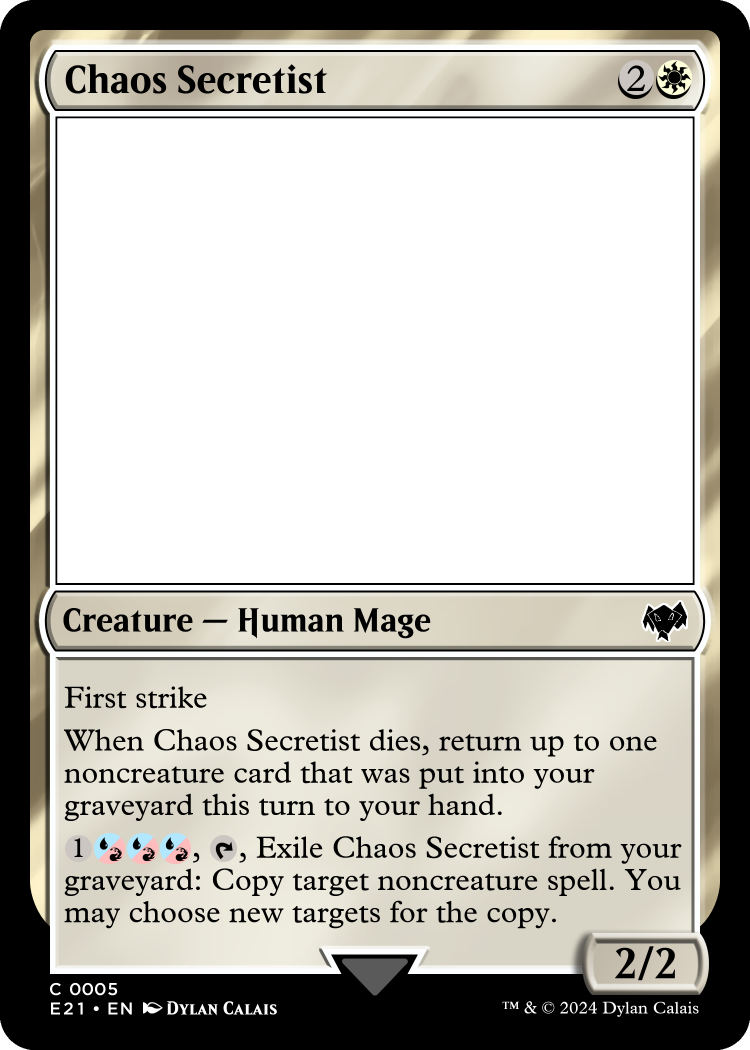 Chaos Secretist 2
Creature — Human Mage
First strike
When Chaos Secretist dies, return up to one
noncreature card that was put into your
graveyard this turn to your hand.
1 , , Exile Chaos Secretist from your
graveyard: Copy target noncreature spell. You
may choose new targets for the copy.
2/2
C 0005
E21 • EN Dylan Calais
™ & © 2024 Dylan Calais